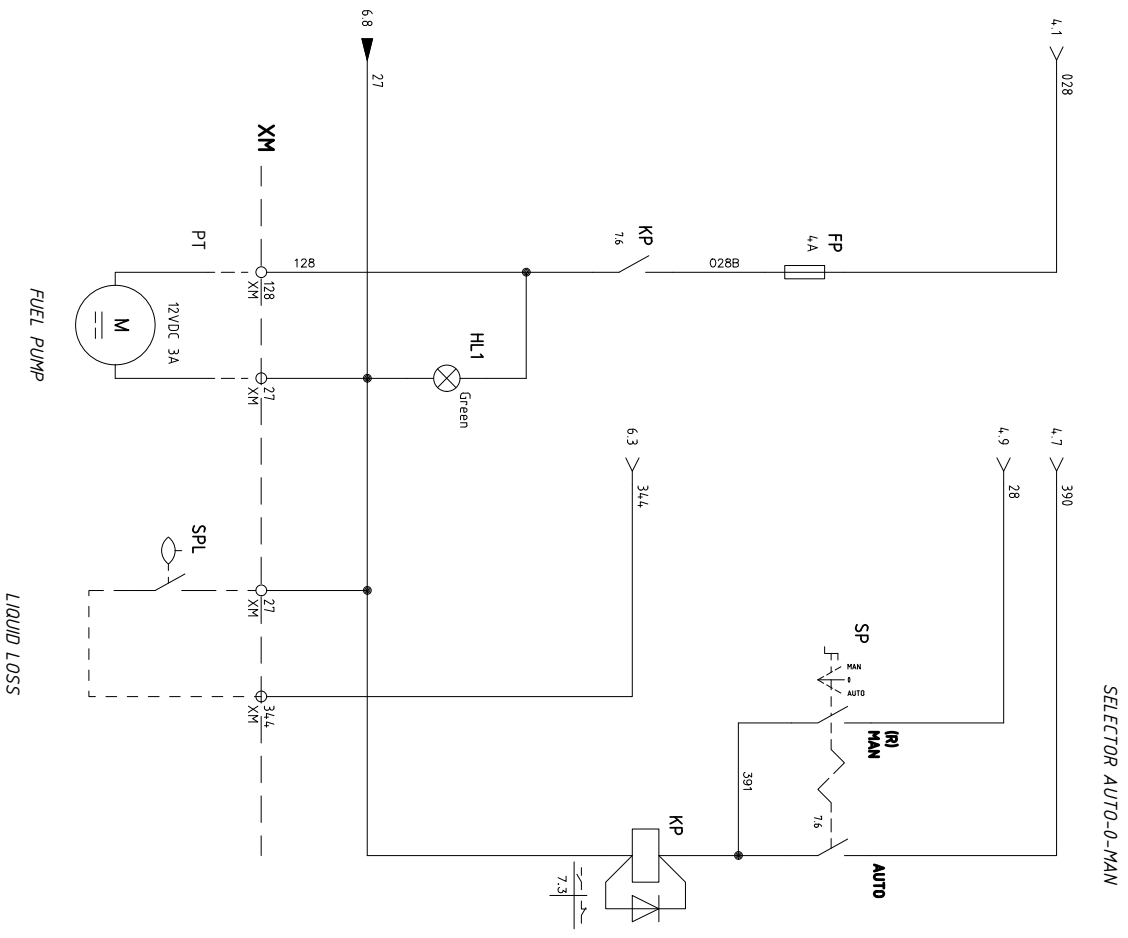 4.1
028
FP
4A
028B
KP
7.6
128
XM
128
XM
PT
M
12VDC 3A
FUEL PUMP
6.8
27
HL1
Green
27
XM
4.7
390
4.9
28
6.3
344
SPL
27
XM
344
XM
LIQUID LOSS
SELECTOR AUTO-0-MAN
SP
MAN
0
AUTO
(R)
MAN
7.6
AUTO
391
KP
7.3